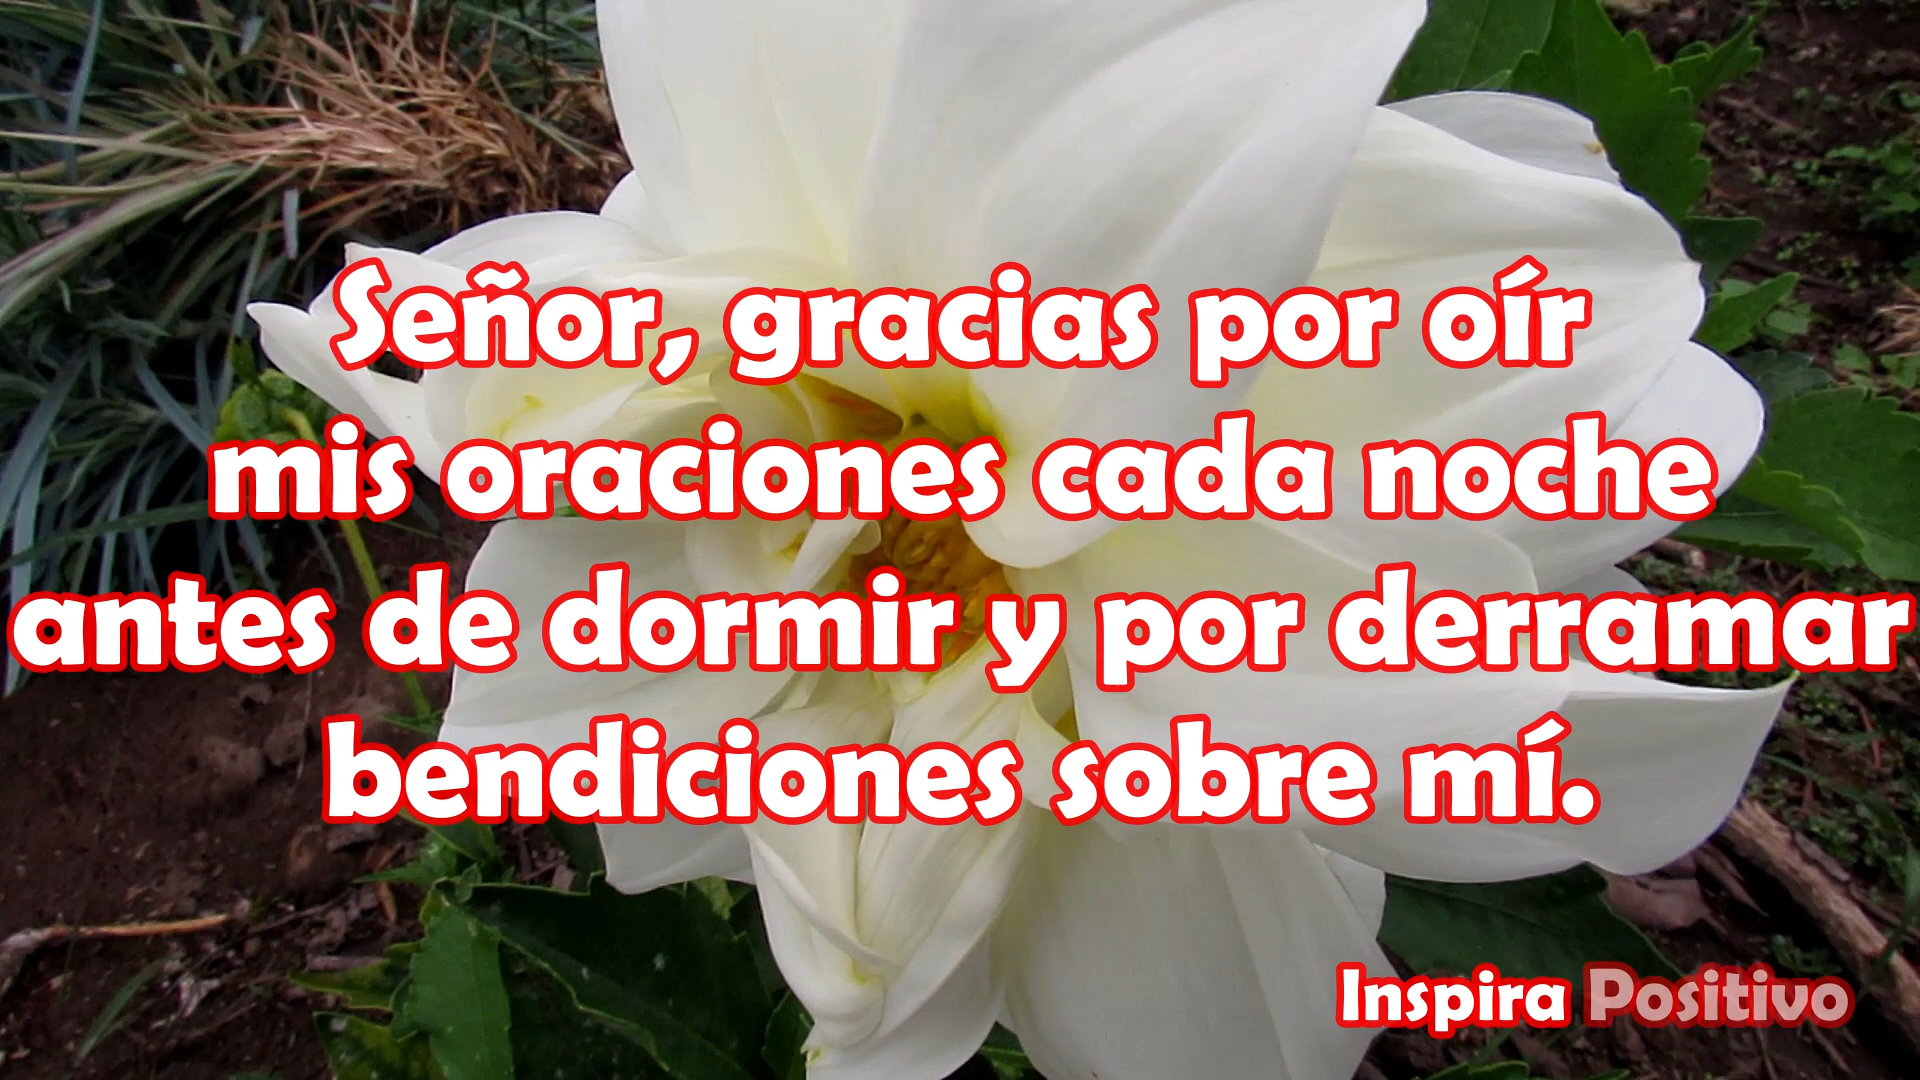 Señor, gracias por oír
mis oraciones cada noche
antes de dormir y por derramar
bendiciones sobre mí.
Inspira Positivo